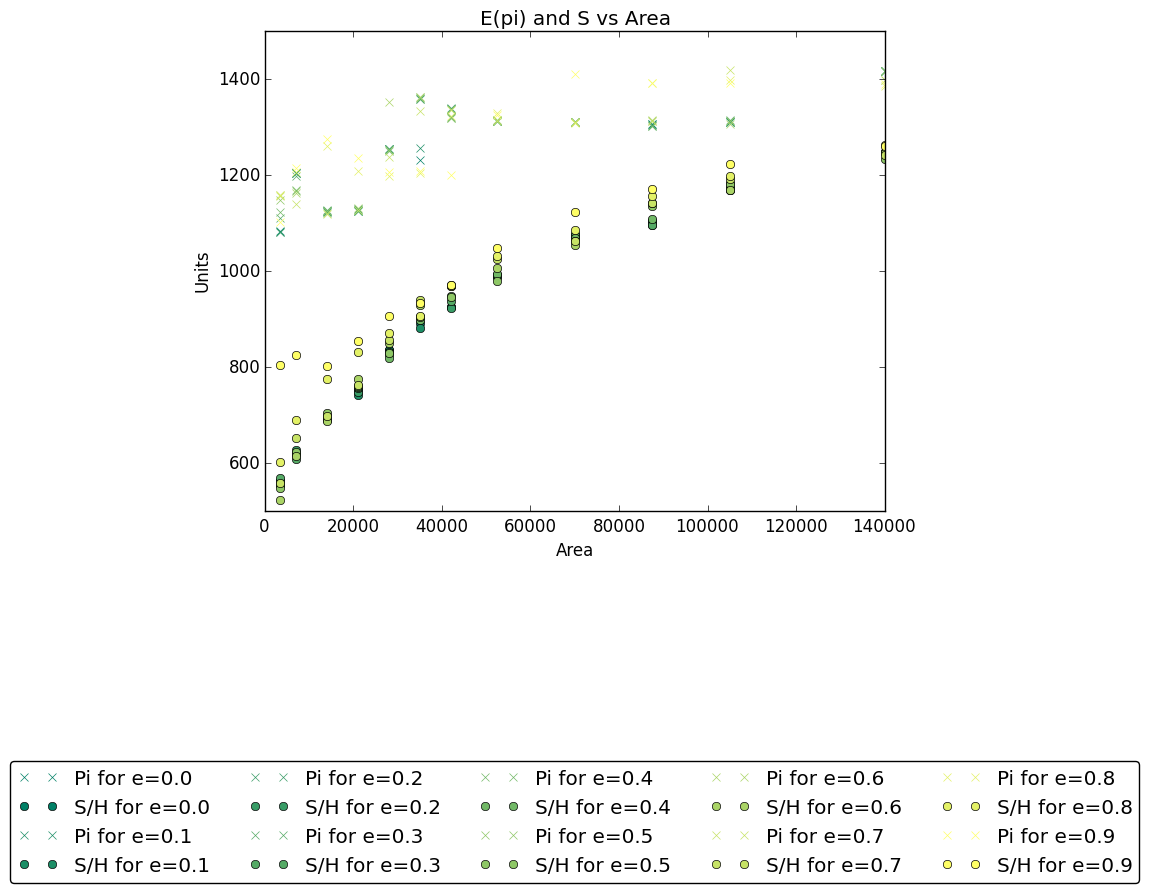 E(pi) and S vs Area
1400
1200
1000
800
600
Units
0 20000 40000 60000 80000 100000 120000 140000
Area
Pi for e=0.0 Pi for e=0.2 Pi for e=0.4 Pi for e=0.6 Pi for e=0.8
S/H for e=0.0 S/H for e=0.2 S/H for e=0.4 S/H for e=0.6 S/H for e=0.8
Pi for e=0.1 Pi for e=0.3 Pi for e=0.5 Pi for e=0.7 Pi for e=0.9
S/H for e=0.1 S/H for e=0.3 S/H for e=0.5 S/H for e=0.7 S/H for e=0.9